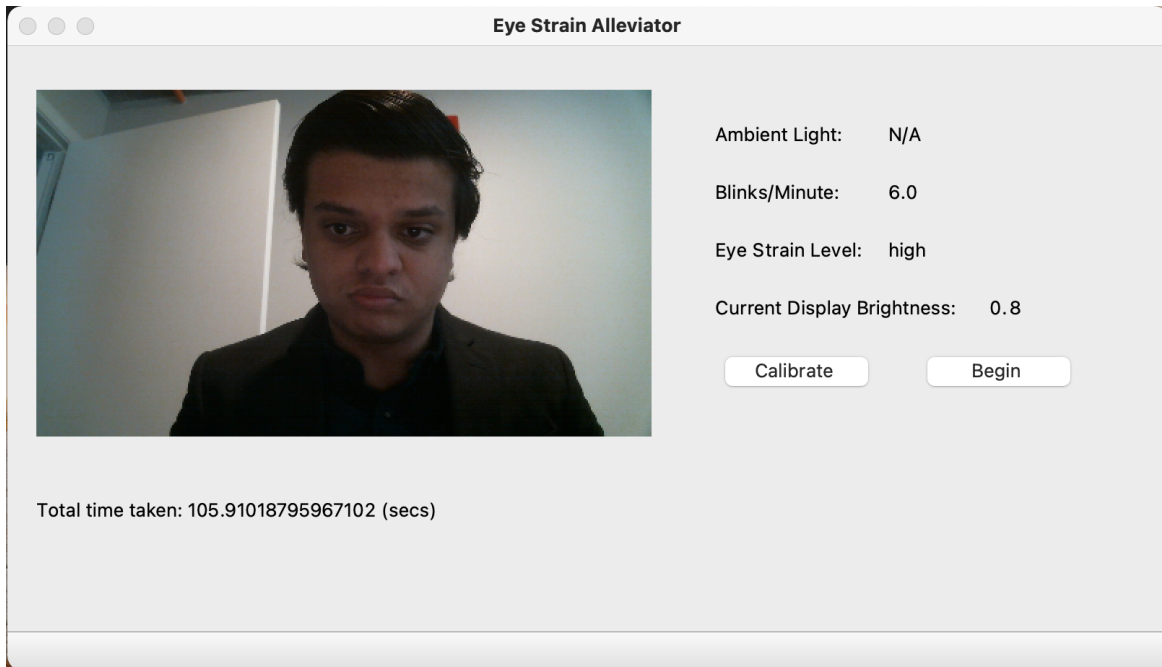 Eye Strain Alleviator
Ambient Light: N/A
Blinks/Minute: 6.0
Eye Strain Level: high
Current Display Brightness: 0.8
Calibrate Begin
Total time taken: 105.91018795967102 (secs)